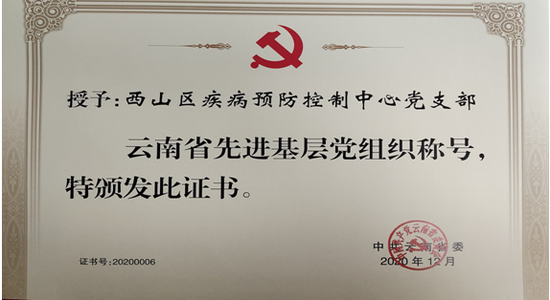 授予:西山区疾病预防控制中心党支部
云南省先进基层党组织称号,
特颁发此证书。
中共云南省委
证书号:20200006
2020年12月